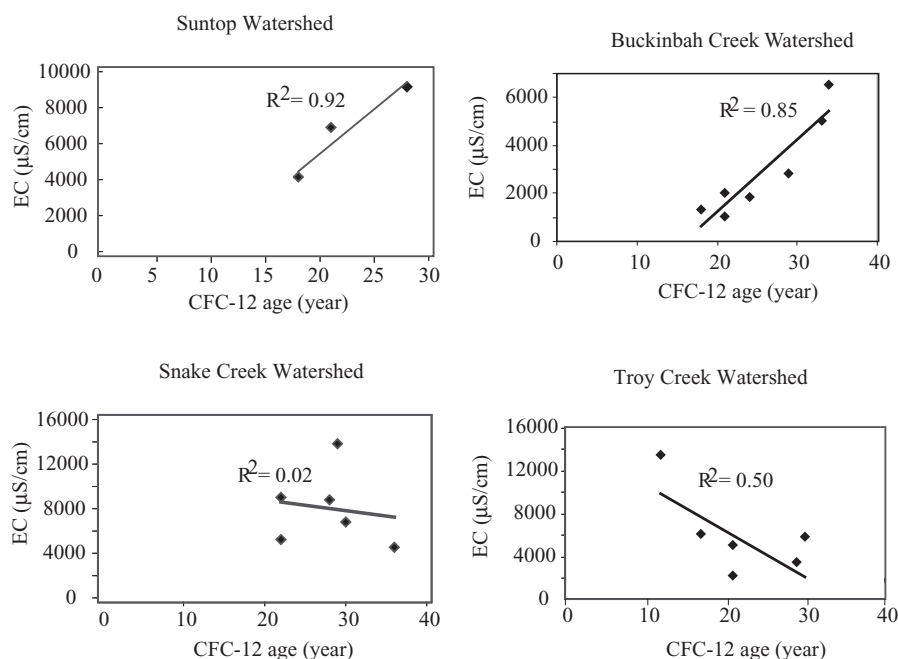 Suntop Watershed
10000
8000
6000
4000
2000
0
EC (µS/cm)
R2 = 0.92
0 5 10 15 20 25 30
CFC-12 age (year)
Buckinbah Creek Watershed
6000
4000
2000
0
EC (µS/cm)
R2 = 0.85
0 10 20 30 40
CFC-12 age (year)
Snake Creek Watershed
16000
12000
8000
4000
0
EC (µS/cm)
R2 = 0.02
0 10 20 30 40
CFC-12 age (year)
Troy Creek Watershed
16000
12000
8000
4000
0
EC (µS/cm)
R2 = 0.50
0 10 20 30 40
CFC-12 age (year)